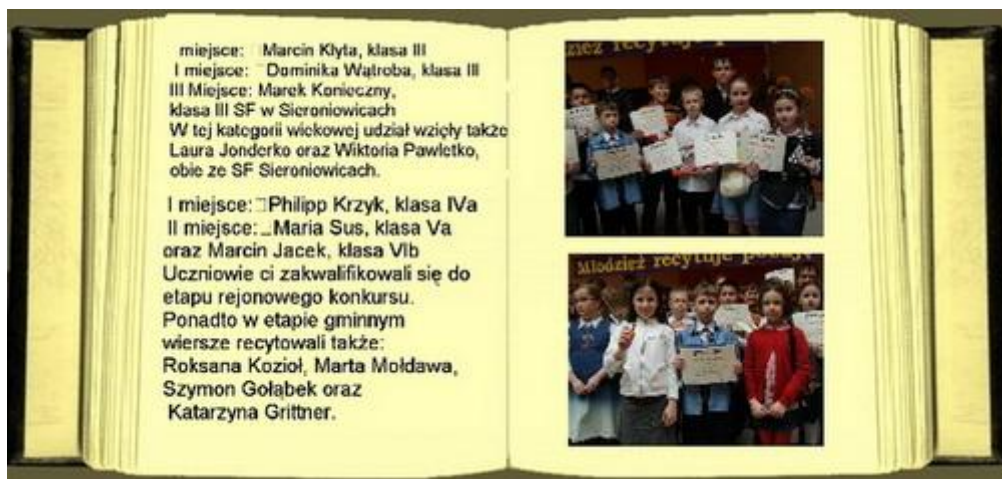 miejsce: Marcin Klyta, klasa III
I miejsce: Dominika Wątroba, klasa III
III Miejsce: Marek Konieczny,
klasa III SF w Sieroniowicach
W tej kategorii wiekowej udział wzięły także
Laura Jonderko oraz Wiktoria Pawletko,
obie ze SF Sieroniowicach.
I miejsce: Philipp Krzyk, klasa IVa
II miejsce: Maria Sus, klasa Va
oraz Marcin Jacek, klasa VIb
Uczniowie ci zakwalifikowali się do
etapu rejonowego konkursu.
Ponadto w etapie gminnym
wiersze recytowali także:
Roksana Kozioł, Marta Mołdawa,
Szymon Gołąbek oraz
Katarzyna Grittner.
recytuje
Młodzież recytuje